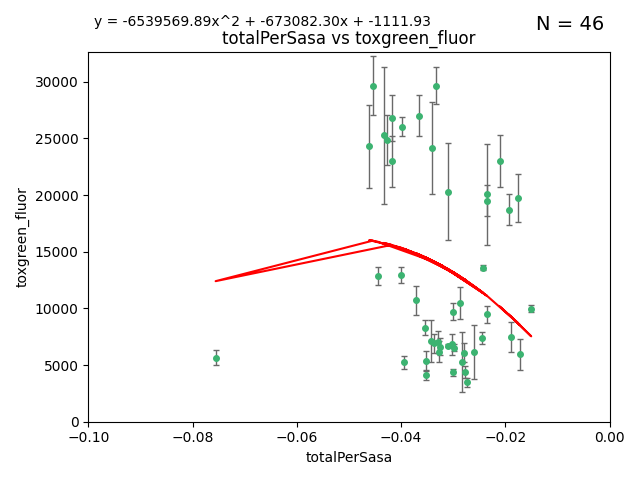 y = -6539569.89x^2 + -673082.30x + -1111.93
N = 46
totalPerSasa vs toxgreen_fluor
30000
25000
20000
15000
10000
5000
0
toxgreen_fluor
−0.10
−0.08
−0.06
−0.04
−0.02
0.00
totalPerSasa